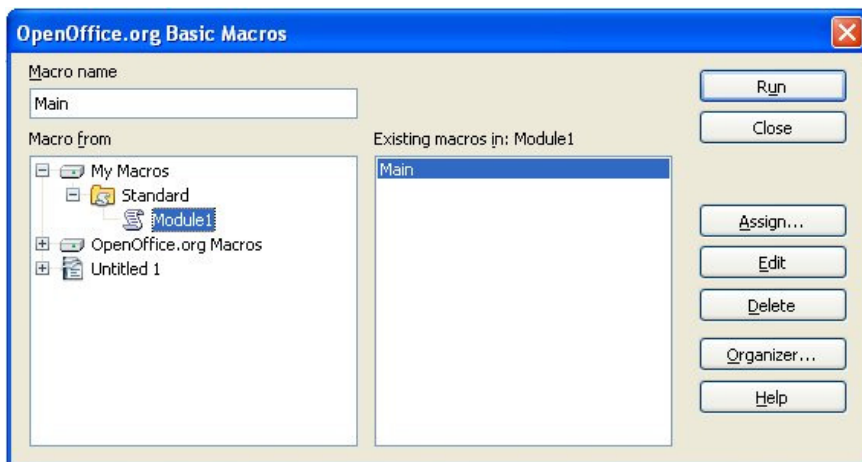 OpenOffice.org Basic Macros
Macro name
Main
Macro from
My Macros
Standard
Module1
OpenOffice.org Macros
Untitled 1
Existing macros in: Module1
Main
Run
Close
Assign...
Edit
Delete
Organizer...
Help